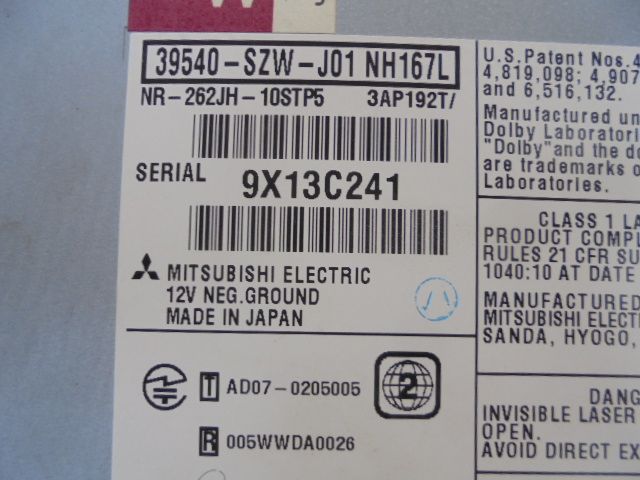 39540-SZW-J01 NH167L
NR-262JH-10STP5 3AP192T/
SERIAL 9X13C241
MITSUBISHI ELECTRIC
12V NEG.GROUND
MADE IN JAPAN
T AD07-0205005
2
R 005WWDA0026
U.S.Patent Nos.4
4,819,098; 4,907
and 6,516,132.
Manufactured un
Dolby Laboratori
"Dolby"and the do
are trademarks o
Laboratories.
CLASS 1 LA
PRODUCT COMPL
RULES 21 CFR SU
1040:10 AT DATE
MANUFACTURED
MITSUBISHI ELECT
SANDA, HYOGO,
DANG
INVISIBLE LASER
OPEN.
AVOID DIRECT EX